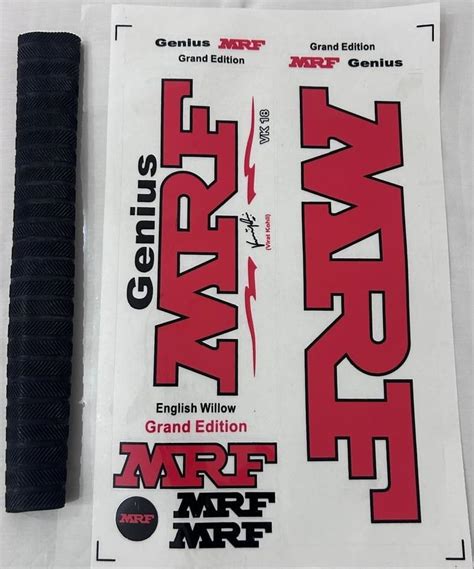 Genius MRF
Grand Edition
Grand Edition
MRF Genius
Genius
MRF
VK 18
(Virat Kohli)
MRF
English Willow
Grand Edition
MRF
MRF
MRF
MRF